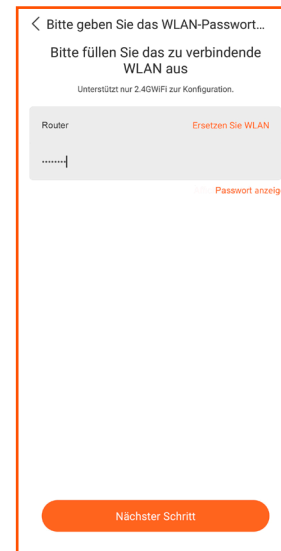 Bitte geben Sie das WLAN-Passwort...
Bitte füllen Sie das zu verbindende
WLAN aus
Unterstützt nur 2.4GWiFi zur Konfiguration.
Router Ersetzen Sie WLAN
········
Passwort anzeig
Nächster Schritt